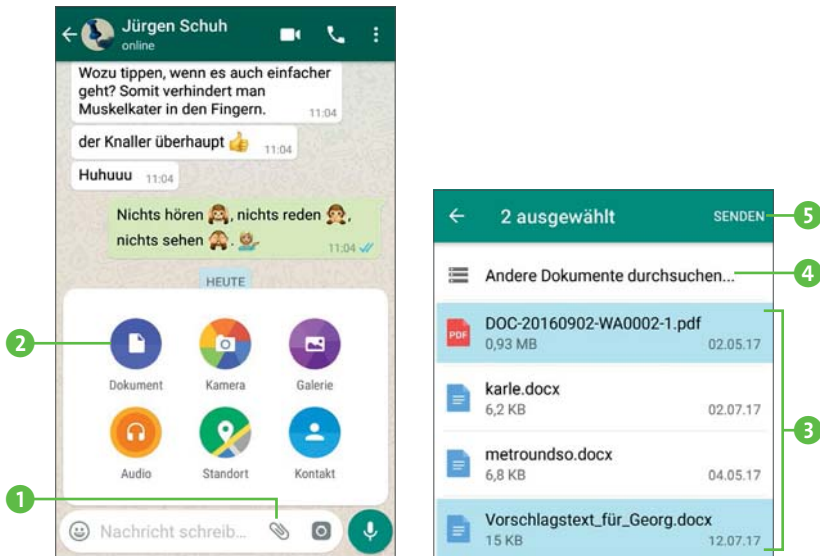 Jürgen Schuh
online
Wozu tippen, wenn es auch einfacher
geht? Somit verhindert man
Muskelkater in den Fingern. 11:04
der Knaller überhaupt 👍 11:04
Huhuuu 11:04
Nichts hören 🙉, nichts reden 🙊,
nichts sehen 🙈. 💁 11:04
HEUTE
2
Dokument Kamera Galerie
Audio Standort Kontakt
1
Nachricht schreib...
2 ausgewählt SENDEN 5
Andere Dokumente durchsuchen... 4
PDF
DOC-20160902-WA0002-1.pdf
0,93 MB 02.05.17
karle.docx
6,2 KB 02.07.17
3
metroundso.docx
6,8 KB 04.05.17
Vorschlagstext_für_Georg.docx
15 KB 12.07.17